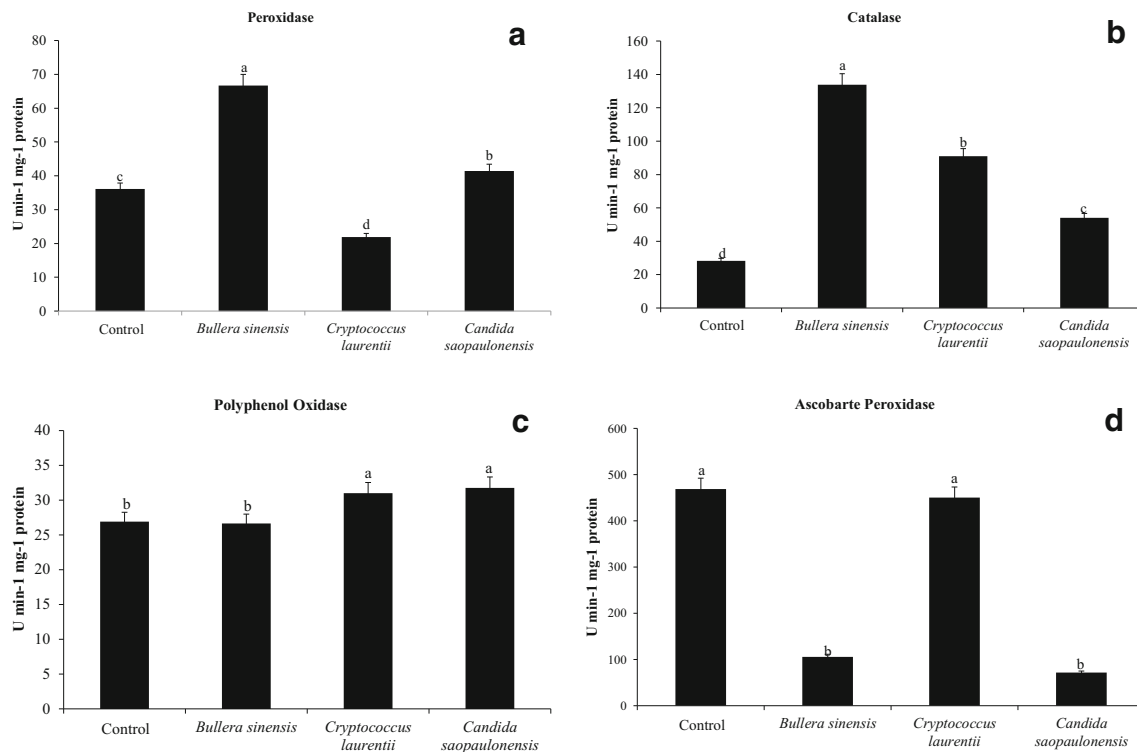 Peroxidase
a
80
70
60
50
40
30
20
10
0
U min-1 mg-1 protein
c
a
d
b
Control
Bullera sinensis
Cryptococcus
laurentii
Candida
saopaulonensis
Catalase
b
160
140
120
100
80
60
40
20
0
U min-1 mg-1 protein
d
a
b
c
Control
Bullera sinensis
Cryptococcus
laurentii
Candida
saopaulonensis
Polyphenol Oxidase
c
40
35
30
25
20
15
10
5
0
U min-1 mg-1 protein
b
b
a
a
Control
Bullera sinensis
Cryptococcus
laurentii
Candida
saopaulonensis
Ascobarte Peroxidase
d
600
500
400
300
200
100
0
U min-1 mg-1 protein
a
b
a
b
Control
Bullera sinensis
Cryptococcus
laurentii
Candida
saopaulonensis